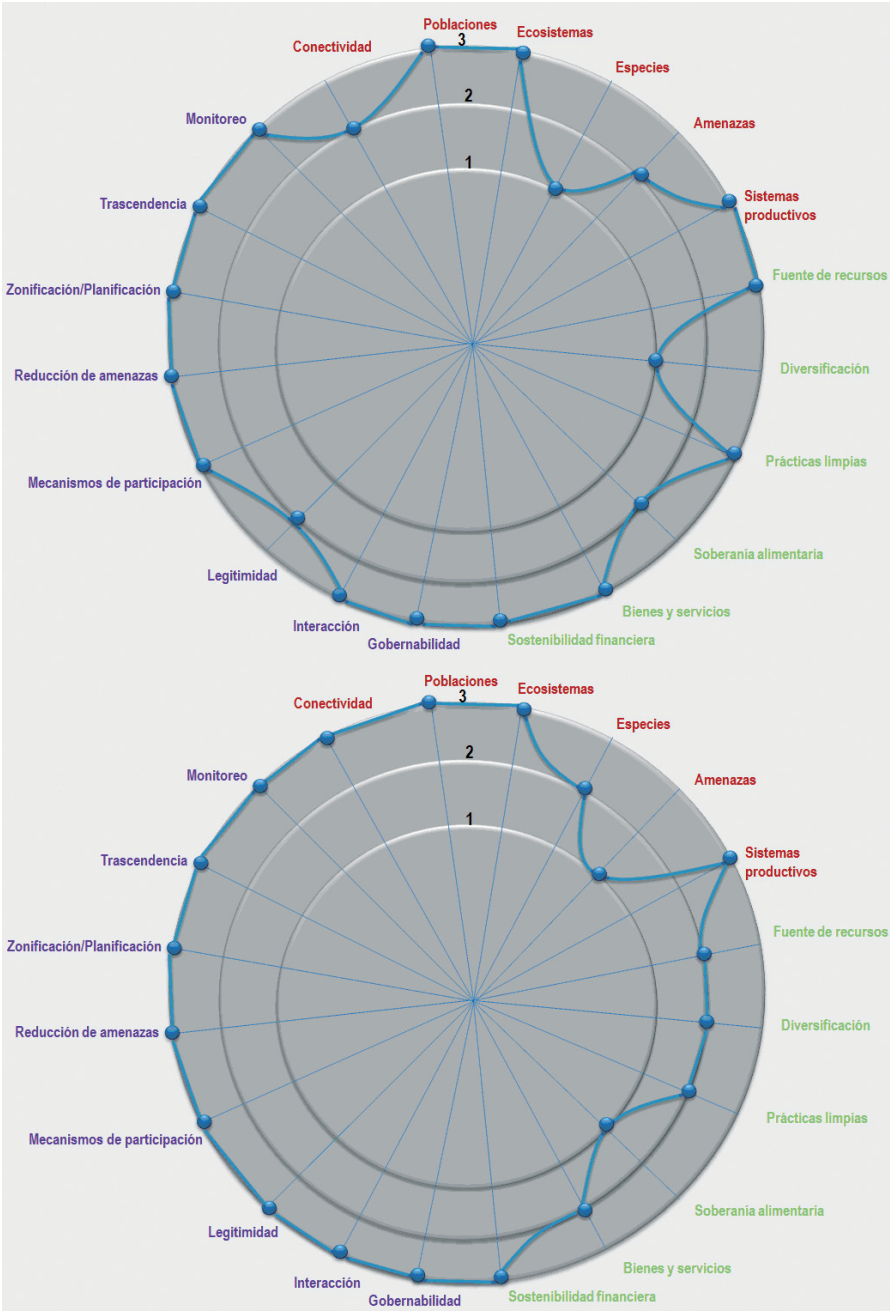 Poblaciones
3
Ecosistemas
Conectividad
Especies
2
Monitoreo
Amenazas
1
Trascendencia
Sistemas
productivos
Zonificación/Planificación
Fuente de recursos
Reducción de amenazas
Diversificación
Mecanismos de participación
Prácticas limpias
Legitimidad
Soberania alimentaria
Interacción
Bienes y servicios
Gobernabilidad
Sostenibilidad financiera
Poblaciones
3
Ecosistemas
Conectividad
Especies
2
Monitoreo
Amenazas
1
Trascendencia
Sistemas
productivos
Zonificación/Planificación
Fuente de recursos
Reducción de amenazas
Diversificación
Mecanismos de participación
Prácticas limpias
Legitimidad
Soberania alimentaria
Interacción
Bienes y servicios
Gobernabilidad
Sostenibilidad financiera